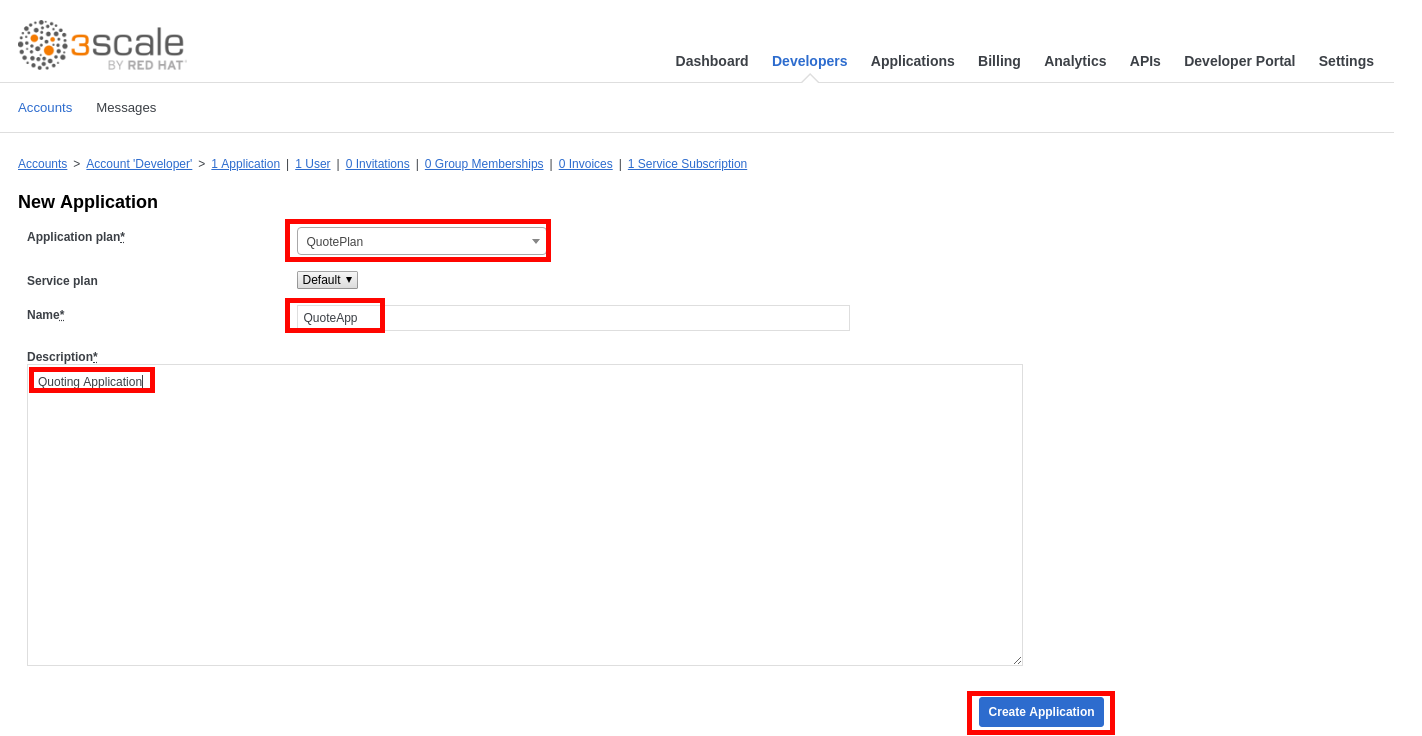 3scale
BY RED HAT
Dashboard Developers Applications Billing Analytics APIs Developer Portal Settings
Accounts Messages
Accounts > Account 'Developer' > 1 Application | 1 User | 0 Invitations | 0 Group Memberships | 0 Invoices | 1 Service Subscription
New Application
Application plan* QuotePlan
Service plan Default ▼
Name* QuoteApp
Description*
Quoting Application
Create Application